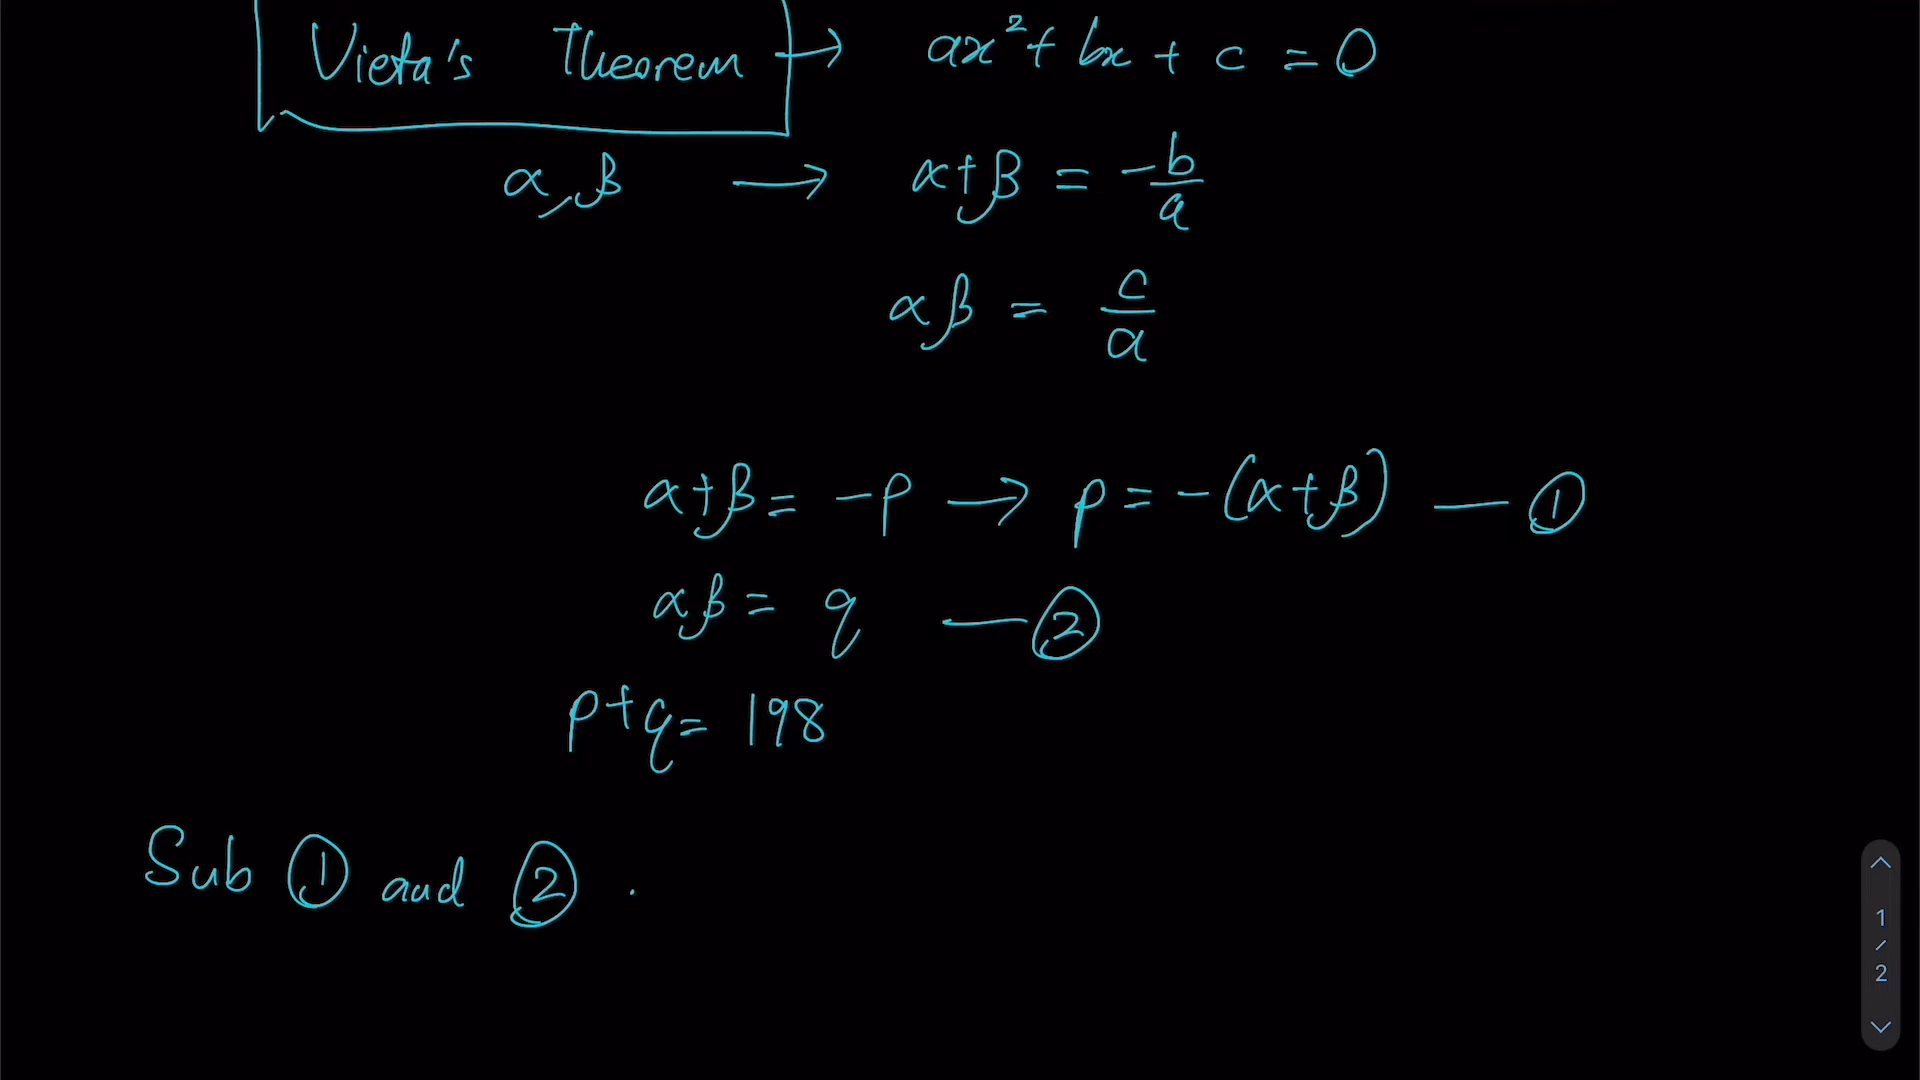 Vieta's Theorem → ax² + bx + c = 0
α, β → α+β = -b/a
αβ = c/a
α+β = -p → p = -(α+β) — ①
αβ = q — ②
p+q = 198
Sub ① and ② .
1
/
2